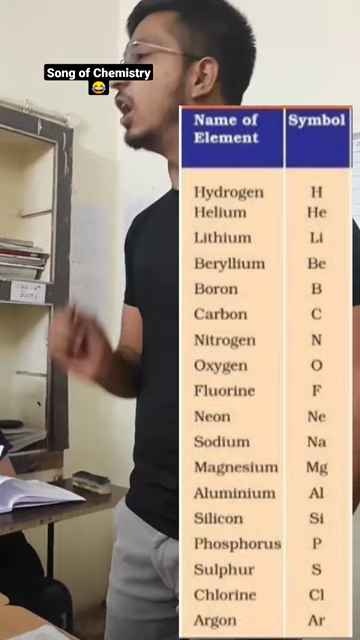 Song of Chemistry
😂
Name of Element Symbol
Hydrogen H
Helium He
Lithium Li
Beryllium Be
Boron B
Carbon C
Nitrogen N
Oxygen O
Fluorine F
Neon Ne
Sodium Na
Magnesium Mg
Aluminium Al
Silicon Si
Phosphorus P
Sulphur S
Chlorine Cl
Argon Ar